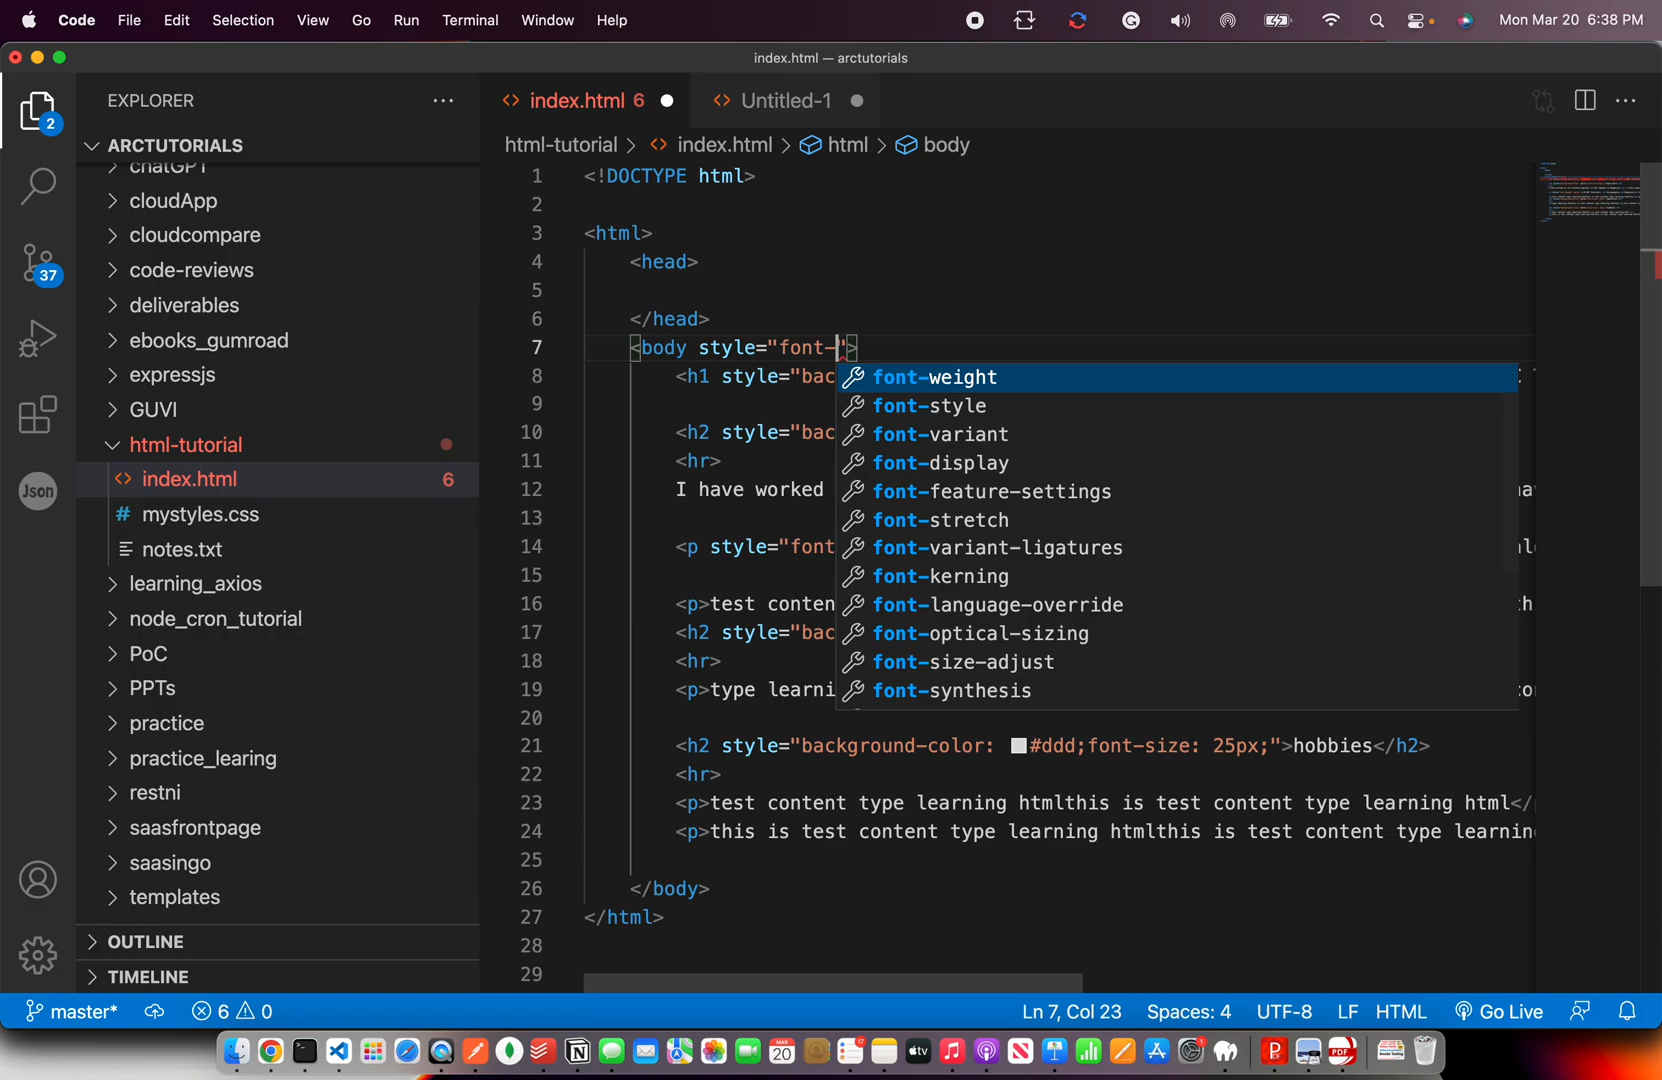 Code File Edit Selection View Go Run Terminal Window Help Mon Mar 20 6:38 PM
index.html — arctutorials
EXPLORER
index.html 6
Untitled-1
2
ARCTUTORIALS
html-tutorial > index.html > html > body
chatGPT
cloudApp
cloudcompare
code-reviews
37
deliverables
ebooks_gumroad
expressjs
GUVI
html-tutorial
index.html 6
Json
mystyles.css
notes.txt
learning_axios
node_cron_tutorial
PoC
PPTs
practice
practice_learing
restni
saasfrontpage
saasingo
templates
OUTLINE
TIMELINE
1 <!DOCTYPE html>
2
3 <html>
4 <head>
5
6 </head>
7 <body style="font-">
8 <h1 style="bac
9
10 <h2 style="bac
11 <hr>
12 I have worked
13
14 <p style="font
15
16 <p>test conten
17 <h2 style="bac
18 <hr>
19 <p>type learni
20
21 <h2 style="background-color: #ddd;font-size: 25px;">hobbies</h2>
22 <hr>
23 <p>test content type learning htmlthis is test content type learning html</
24 <p>this is test content type learning htmlthis is test content type learnin
25
26 </body>
27 </html>
28
29
font-weight
font-style
font-variant
font-display
font-feature-settings
font-stretch
font-variant-ligatures
font-kerning
font-language-override
font-optical-sizing
font-size-adjust
font-synthesis
master* 6 0 Ln 7, Col 23 Spaces: 4 UTF-8 LF HTML Go Live